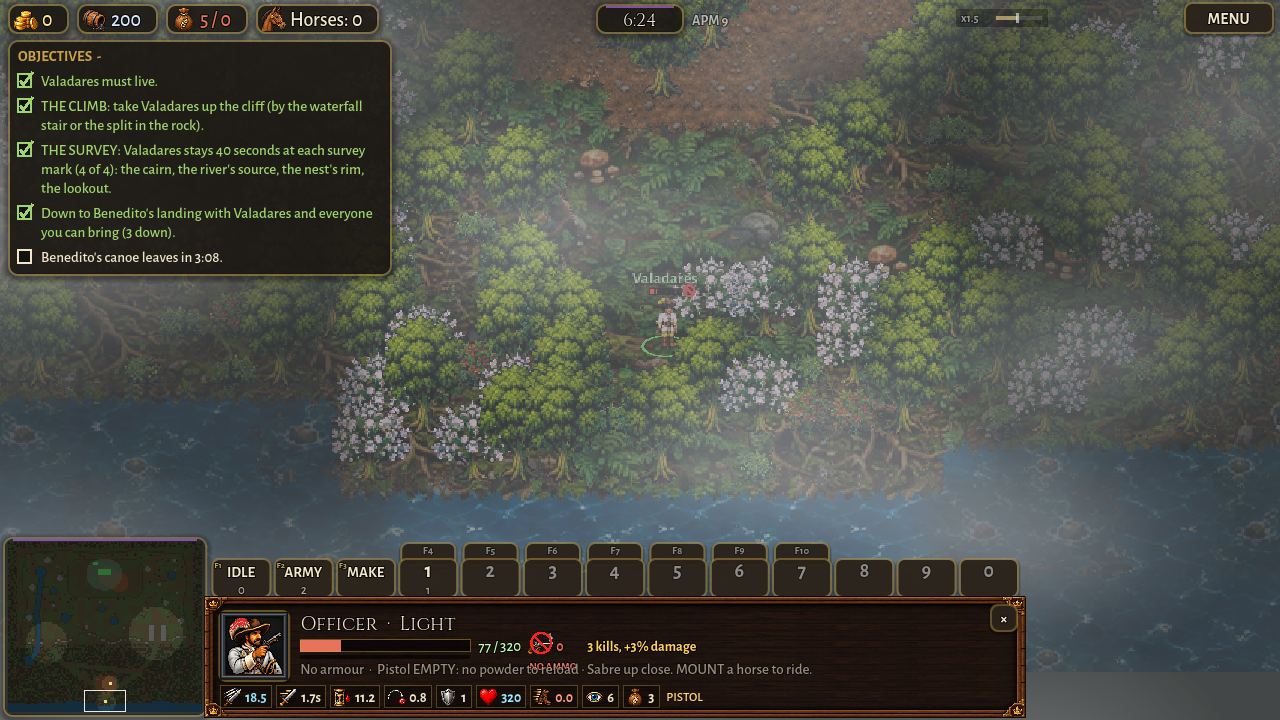 0
200
5 / 0
Horses: 0
6:24
APM 9
x1.5
MENU
OBJECTIVES -
Valadares must live.
THE CLIMB: take Valadares up the cliff (by the waterfall
stair or the split in the rock).
THE SURVEY: Valadares stays 40 seconds at each survey
mark (4 of 4): the cairn, the river's source, the nest's rim,
the lookout.
Down to Benedito's landing with Valadares and everyone
you can bring (3 down).
Benedito's canoe leaves in 3:08.
Valadares
F4 F5 F6 F7 F8 F9 F10
F1 IDLE F2 ARMY F3 MAKE 1 2 3 4 5 6 7 8 9 0
0 2 1
OFFICER · LIGHT
×
77 / 320 0 3 kills, +3% damage
NO AMMO
No armour · Pistol EMPTY: no powder to reload · Sabre up close. MOUNT a horse to ride.
18.5 1.7s 11.2 0.8 1 320 0.0 6 3 PISTOL